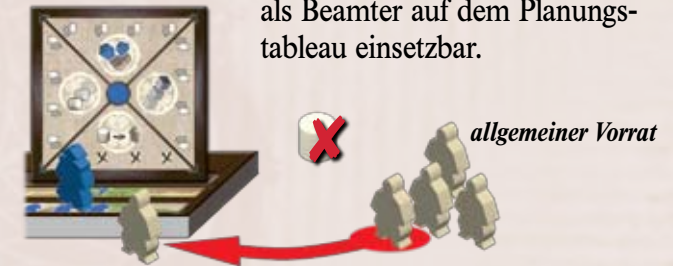 als Beamter auf dem Planungs-
tableau einsetzbar.
allgemeiner Vorrat